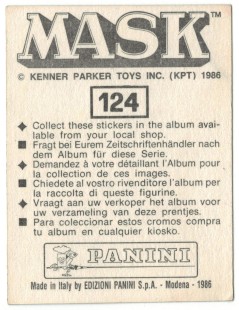 MASK™
© KENNER PARKER TOYS INC. (KPT) 1986
124
Collect these stickers in the album avai-
lable from your local shop.
Fragt bei Eurem Zeitschriftenhändler nach
dem Album für diese Serie.
Demandez à votre détaillant l'Album pour
la collection de ces images.
Chiedete al vostro rivenditore l'album per
la raccolta di queste figurine.
Vraagt aan uw verkoper het album voor
uw verzameling van deze prentjes.
Para coleccionar estos cromos compra
tu album en cualquier kiosko.
PANINI
Made in Italy by EDIZIONI PANINI S.p.A. - Modena - 1986